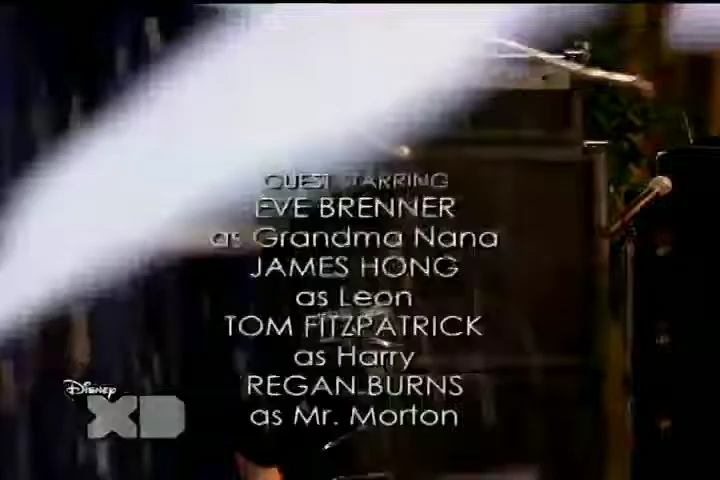 GUEST STARRING
EVE BRENNER
as Grandma Nana
JAMES HONG
as Leon
TOM FITZPATRICK
as Harry
REGAN BURNS
as Mr. Morton
Disney
XD